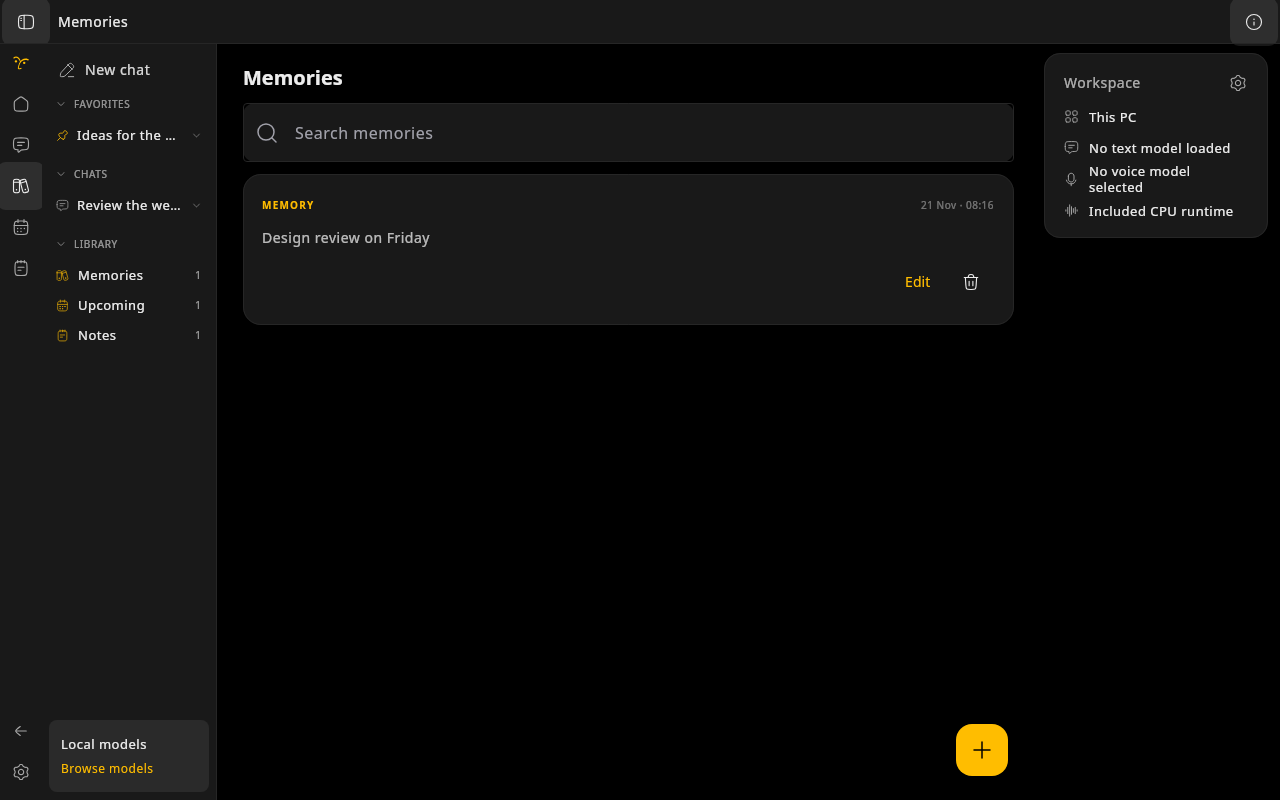 Memories
New chat
FAVORITES
Ideas for the ...
CHATS
Review the we...
LIBRARY
Memories 1
Upcoming 1
Notes 1
Local models
Browse models
Memories
Search memories
MEMORY 21 Nov · 08:16
Design review on Friday
Edit
Workspace
This PC
No text model loaded
No voice model
selected
Included CPU runtime